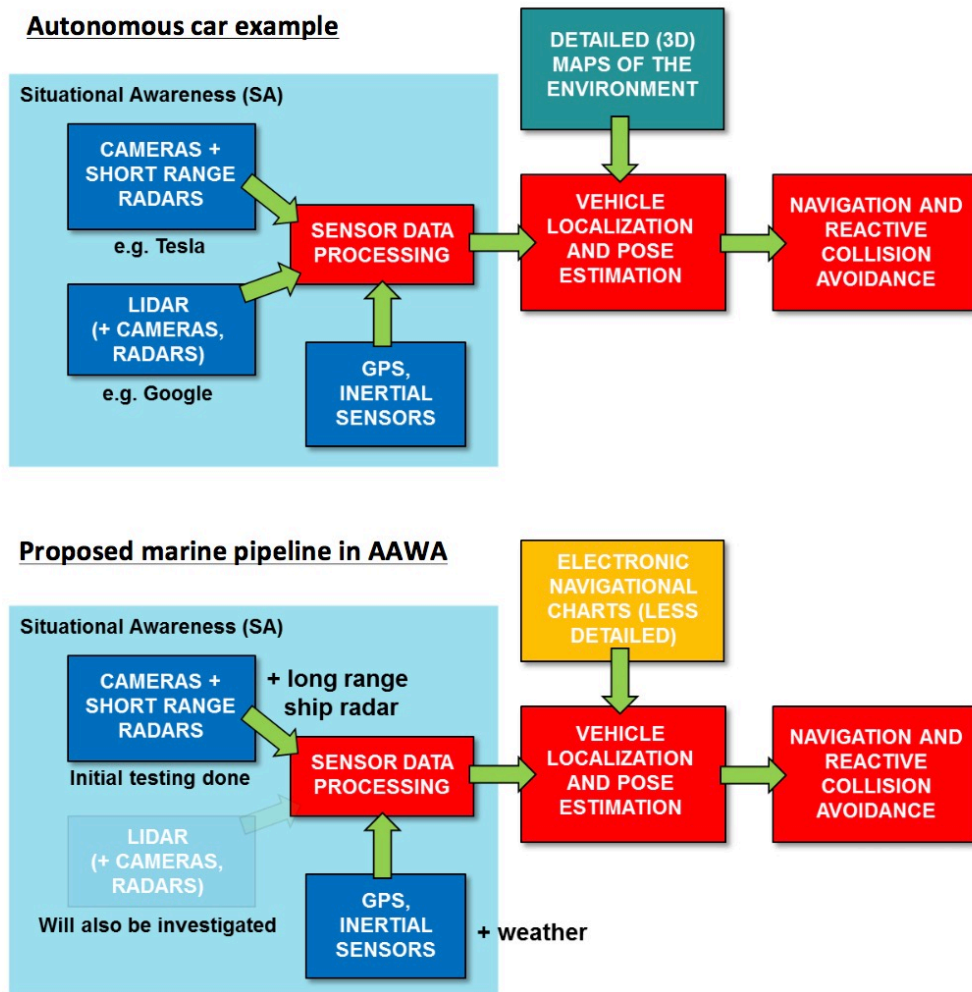 Autonomous car example
Situational Awareness (SA)
CAMERAS +
SHORT RANGE
RADARS
e.g. Tesla
LIDAR
(+ CAMERAS,
RADARS)
e.g. Google
SENSOR DATA
PROCESSING
GPS,
INERTIAL
SENSORS
DETAILED (3D)
MAPS OF THE
ENVIRONMENT
VEHICLE
LOCALIZATION
AND POSE
ESTIMATION
NAVIGATION AND
REACTIVE
COLLISION
AVOIDANCE
Proposed marine pipeline in AAWA
Situational Awareness (SA)
CAMERAS +
SHORT RANGE
RADARS
Initial testing done
+ long range
ship radar
LIDAR
(+ CAMERAS,
RADARS)
Will also be investigated
SENSOR DATA
PROCESSING
GPS,
INERTIAL
SENSORS
+ weather
ELECTRONIC
NAVIGATIONAL
CHARTS (LESS
DETAILED)
VEHICLE
LOCALIZATION
AND POSE
ESTIMATION
NAVIGATION AND
REACTIVE
COLLISION
AVOIDANCE